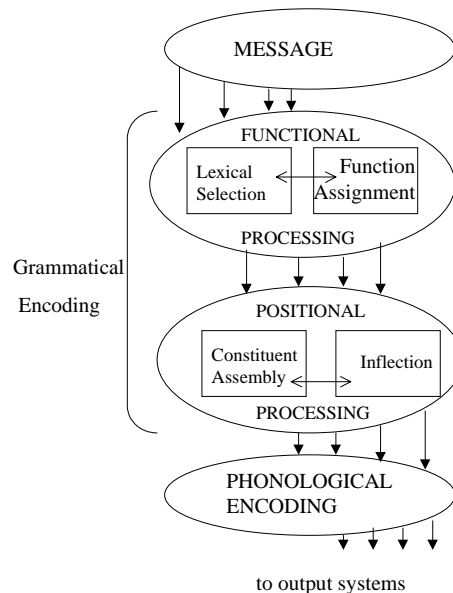 MESSAGE
FUNCTIONAL
Lexical
Selection
Function
Assignment
PROCESSING
Grammatical
Encoding
POSITIONAL
Constituent
Assembly
Inflection
PROCESSING
PHONOLOGICAL
ENCODING
to output systems